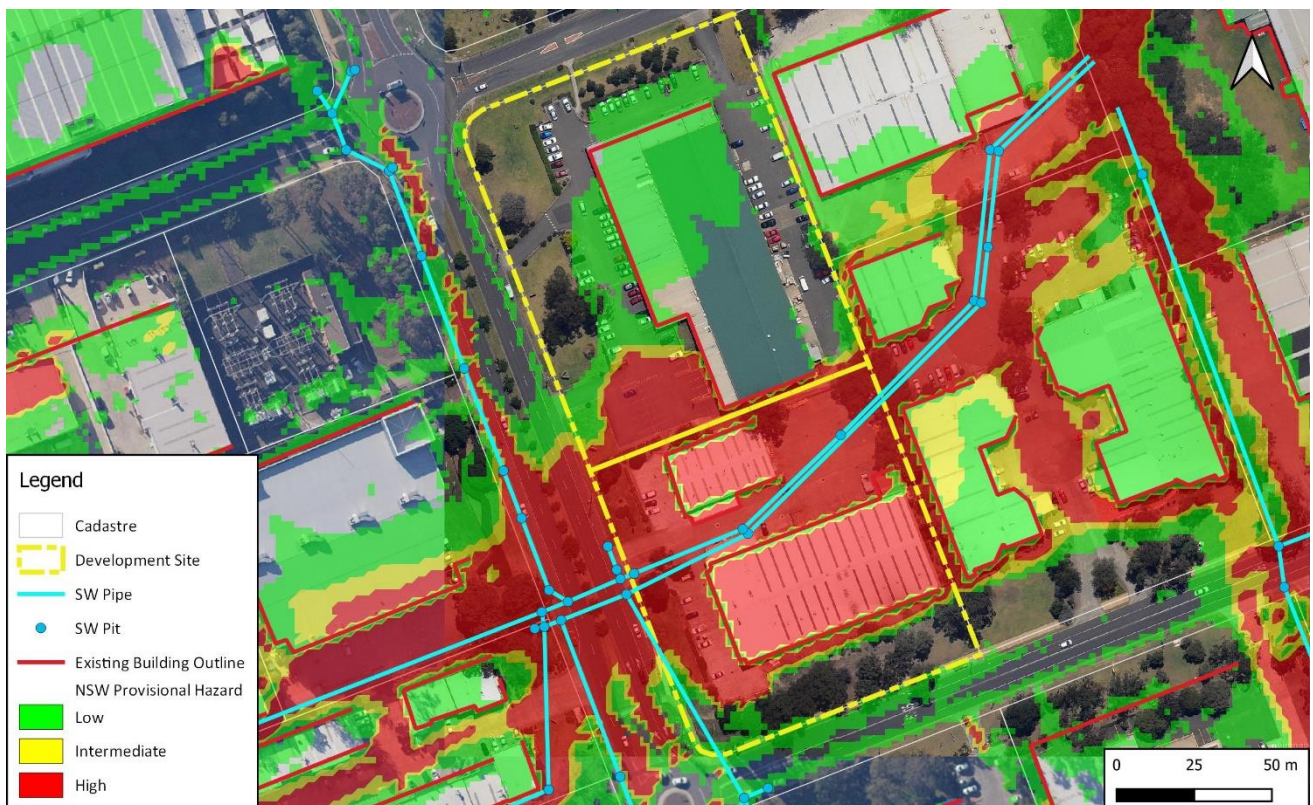 Legend
Cadastre
Development Site
SW Pipe
SW Pit
Existing Building Outline
NSW Provisional Hazard
Low
Intermediate
High
0 25 50 m